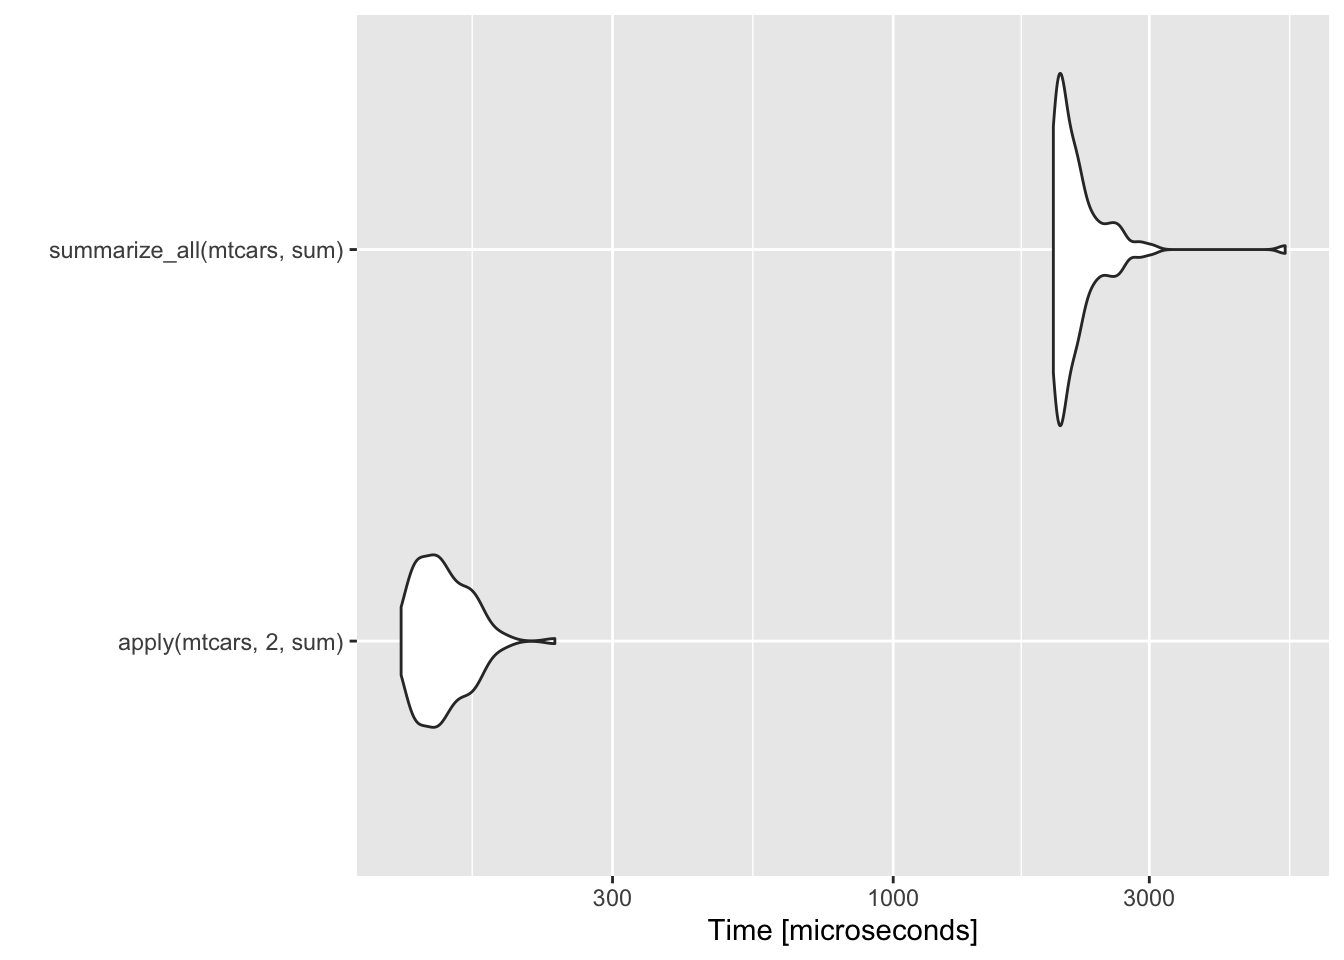 summarize_all(mtcars, sum)
apply(mtcars, 2, sum)
300
1000
3000
Time [microseconds]